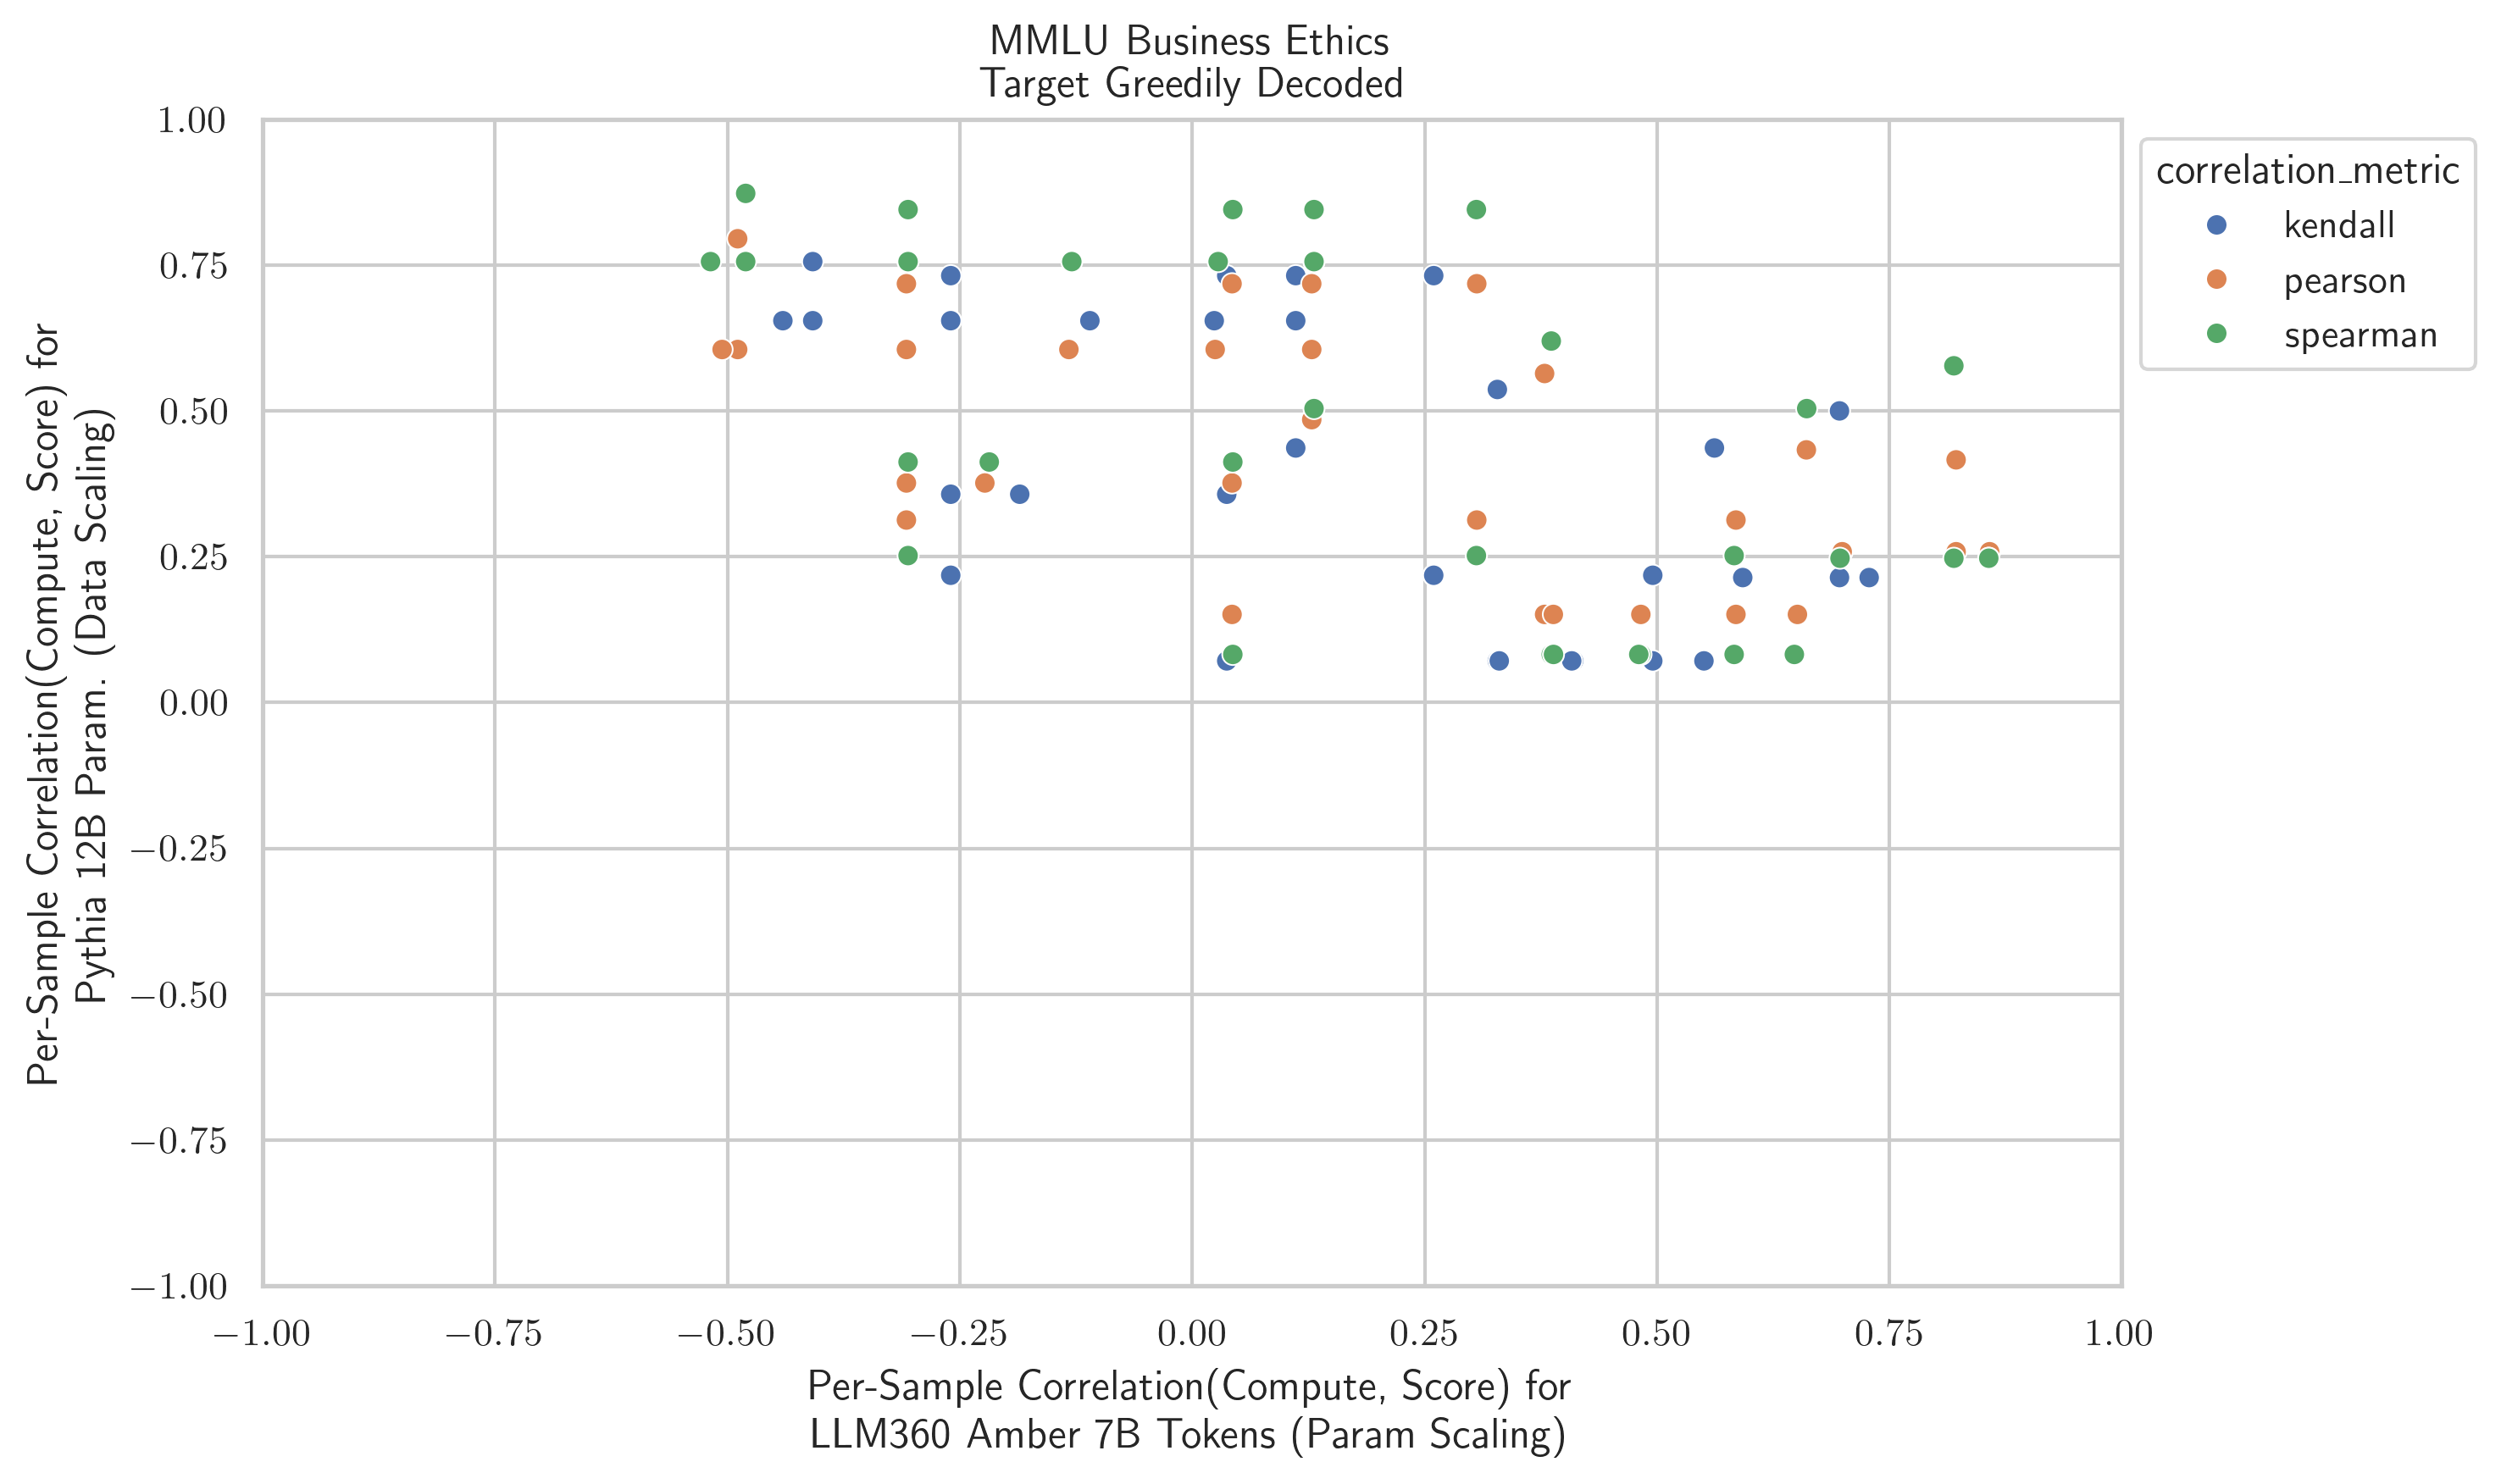 MMLU Business Ethics
Target Greedily Decoded
1.00
0.75
0.50
0.25
0.00
−0.25
−0.50
−0.75
−1.00
Per-Sample Correlation(Compute, Score) for
Pythia 12B Param. (Data Scaling)
correlation_metric
kendall
pearson
spearman
−1.00
−0.75
−0.50
−0.25
0.00
0.25
0.50
0.75
1.00
Per-Sample Correlation(Compute, Score) for
LLM360 Amber 7B Tokens (Param Scaling)